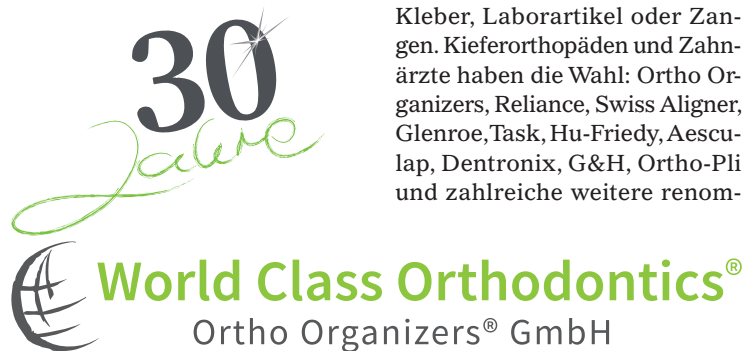 30
Jahre
Kleber, Laborartikel oder Zan-
gen. Kieferorthopäden und Zahn-
ärzte haben die Wahl: Ortho Or-
ganizers, Reliance, Swiss Aligner,
Glenroe, Task, Hu-Friedy, Aescu-
lap, Dentronix, G&H, Ortho-Pli
und zahlreiche weitere renom-
World Class Orthodontics®
Ortho Organizers® GmbH